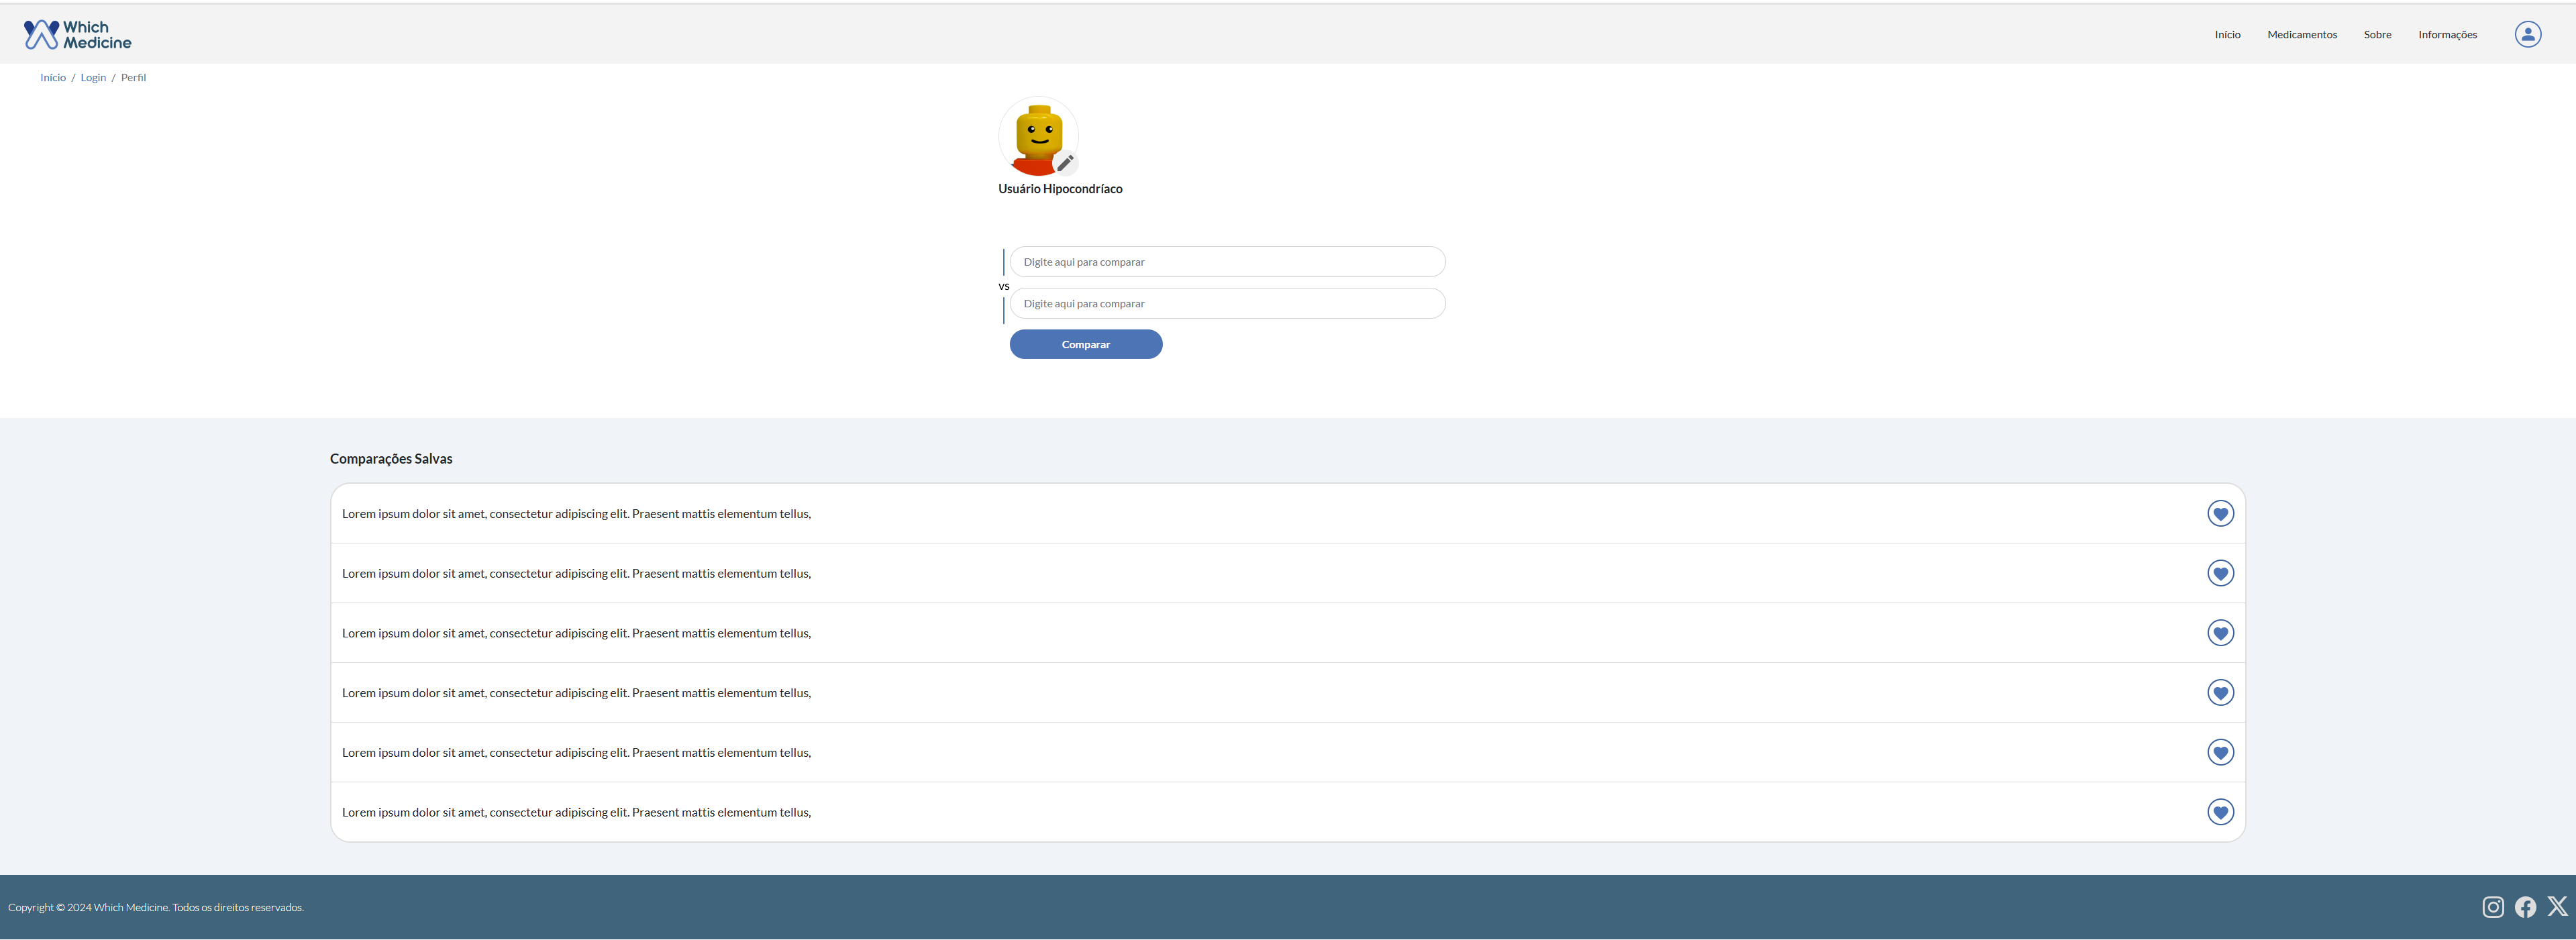 Which
Medicine
Início
Medicamentos
Sobre
Informações
Início / Login / Perfil
Usuário Hipocondríaco
Digite aqui para comparar
vs
Digite aqui para comparar
Comparar
Comparações Salvas
Lorem ipsum dolor sit amet, consectetur adipiscing elit. Praesent mattis elementum tellus,
Lorem ipsum dolor sit amet, consectetur adipiscing elit. Praesent mattis elementum tellus,
Lorem ipsum dolor sit amet, consectetur adipiscing elit. Praesent mattis elementum tellus,
Lorem ipsum dolor sit amet, consectetur adipiscing elit. Praesent mattis elementum tellus,
Lorem ipsum dolor sit amet, consectetur adipiscing elit. Praesent mattis elementum tellus,
Lorem ipsum dolor sit amet, consectetur adipiscing elit. Praesent mattis elementum tellus,
Copyright © 2024 Which Medicine. Todos os direitos reservados.